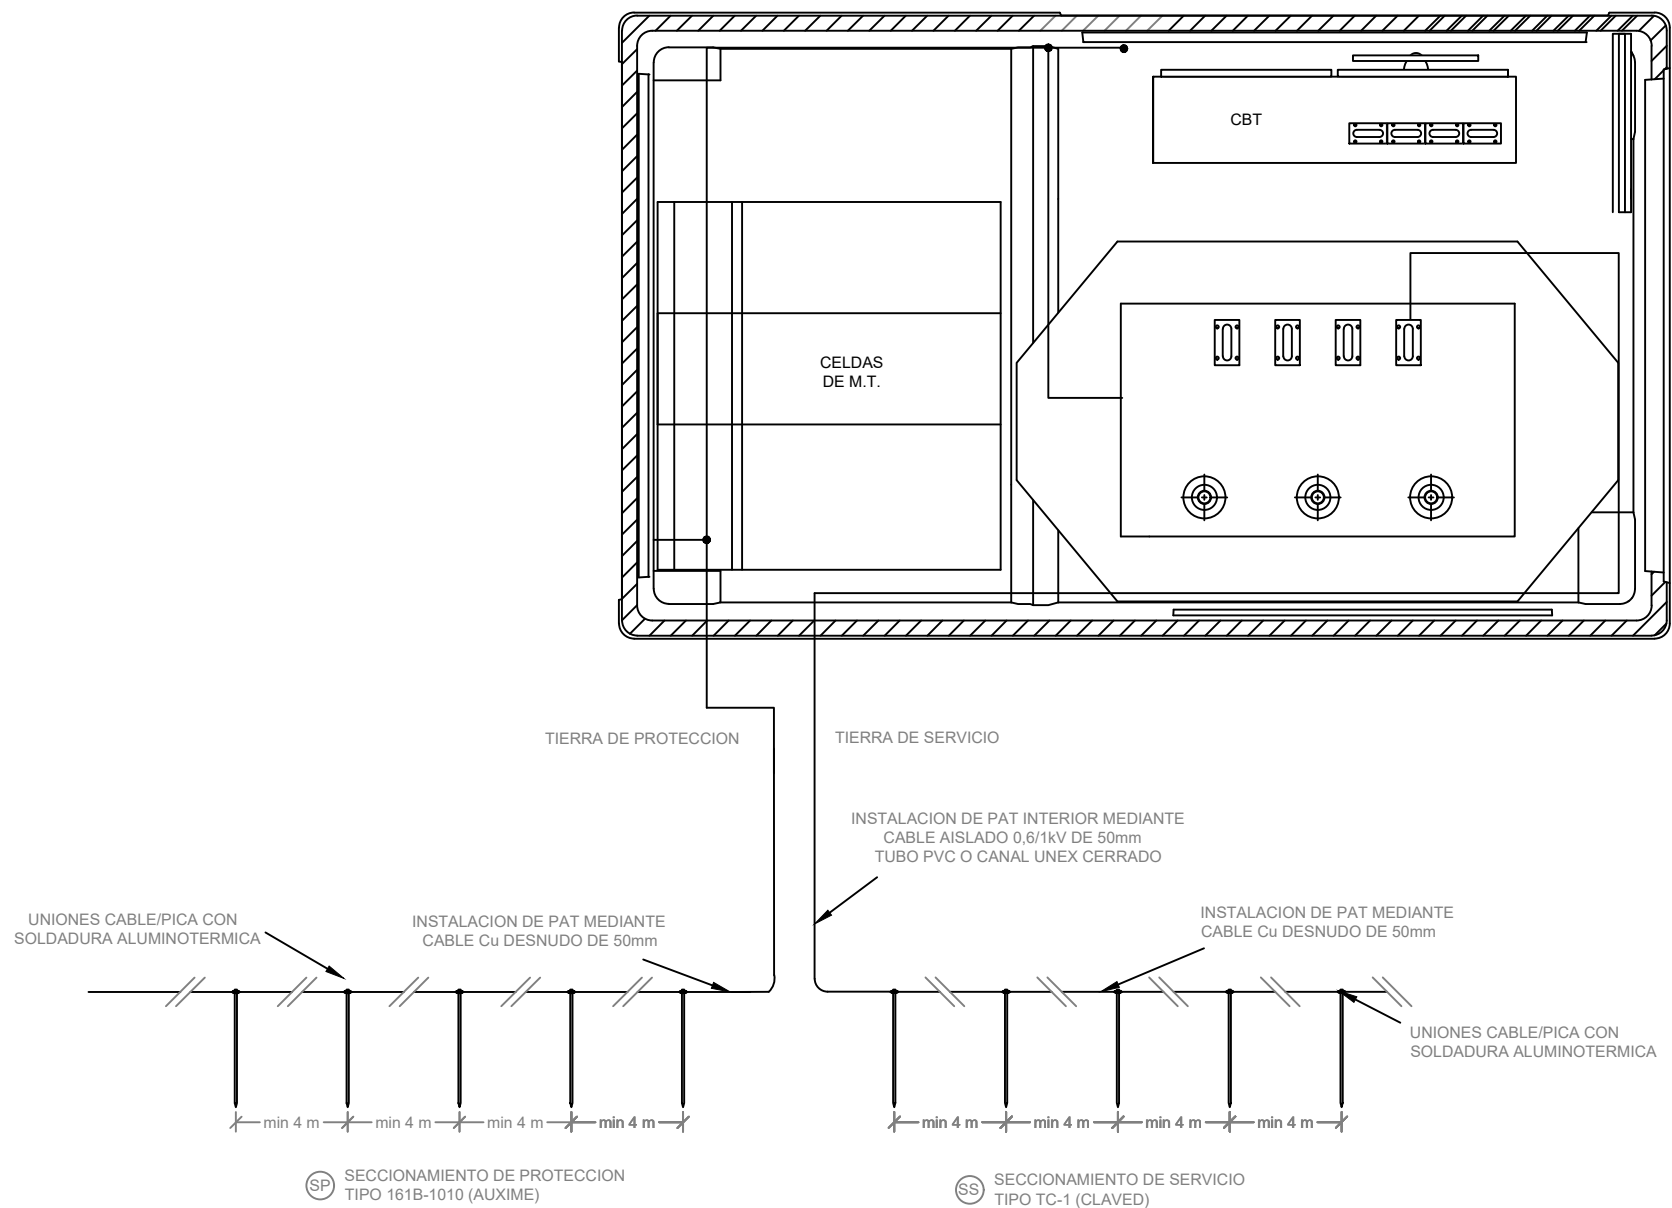 CBT
CELDAS
DE M.T.
TIERRA DE PROTECCION
TIERRA DE SERVICIO
INSTALACION DE PAT INTERIOR MEDIANTE
CABLE AISLADO 0,6/1kV DE 50mm
TUBO PVC O CANAL UNEX CERRADO
UNIONES CABLE/PICA CON
SOLDADURA ALUMINOTERMICA
INSTALACION DE PAT MEDIANTE
CABLE Cu DESNUDO DE 50mm
INSTALACION DE PAT MEDIANTE
CABLE Cu DESNUDO DE 50mm
UNIONES CABLE/PICA CON
SOLDADURA ALUMINOTERMICA
min 4 m
min 4 m
min 4 m
min 4 m
min 4 m
min 4 m
min 4 m
min 4 m
SP
SECCIONAMIENTO DE PROTECCION
TIPO 161B-1010 (AUXIME)
SS
SECCIONAMIENTO DE SERVICIO
TIPO TC-1 (CLAVED)